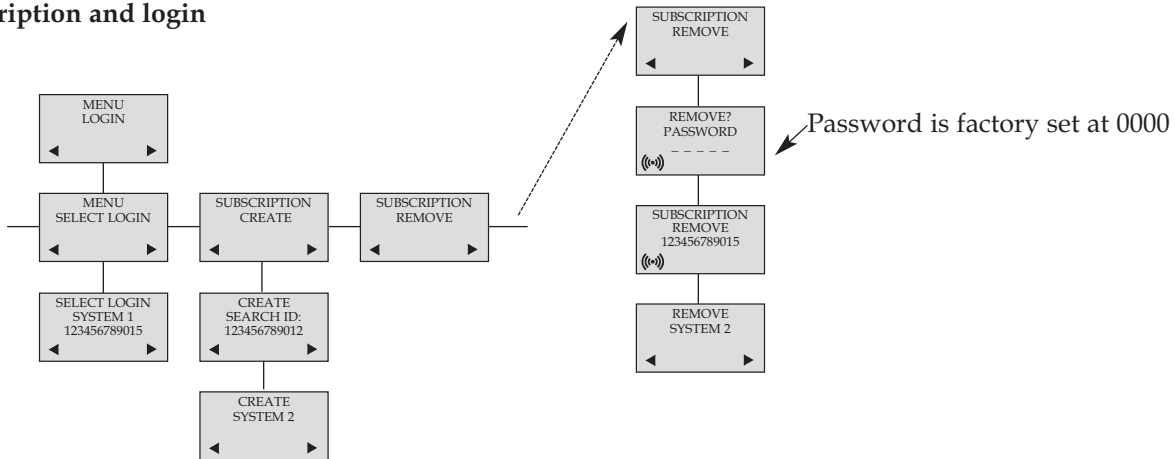 ription and login
MENU
LOGIN
MENU
SELECT LOGIN
SELECT LOGIN
SYSTEM 1
123456789015
SUBSCRIPTION
CREATE
CREATE
SEARCH ID:
123456789012
CREATE
SYSTEM 2
SUBSCRIPTION
REMOVE
SUBSCRIPTION
REMOVE
REMOVE?
PASSWORD
_ _ _ _ _
Password is factory set at 0000
SUBSCRIPTION
REMOVE
123456789015
REMOVE
SYSTEM 2